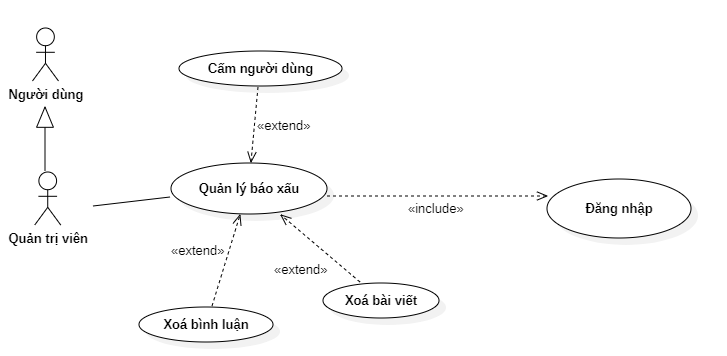 Cấm người dùng
Người dùng
«extend»
Quản lý báo xấu
«include»
Đăng nhập
Quản trị viên
«extend»
«extend»
Xoá bài viết
Xoá bình luận